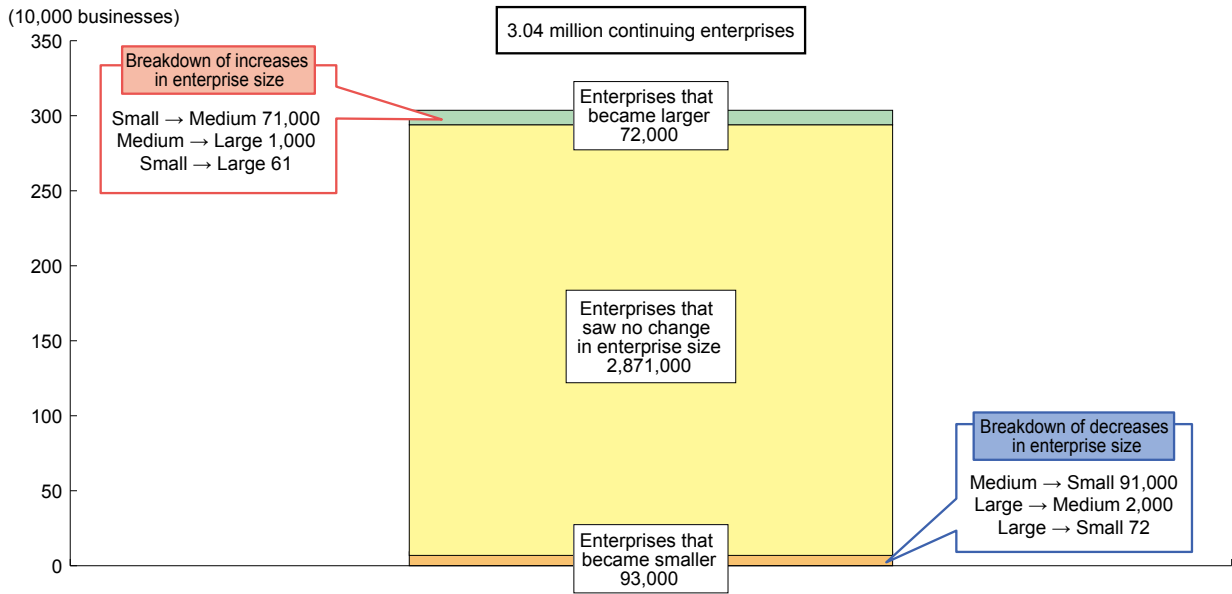 (10,000 businesses)
3.04 million continuing enterprises
350
300
250
200
150
100
50
0
Breakdown of increases
in enterprise size
Small → Medium 71,000
Medium → Large 1,000
Small → Large 61
Enterprises that
became larger
72,000
Enterprises that
saw no change
in enterprise size
2,871,000
Enterprises that
became smaller
93,000
Breakdown of decreases
in enterprise size
Medium → Small 91,000
Large → Medium 2,000
Large → Small 72